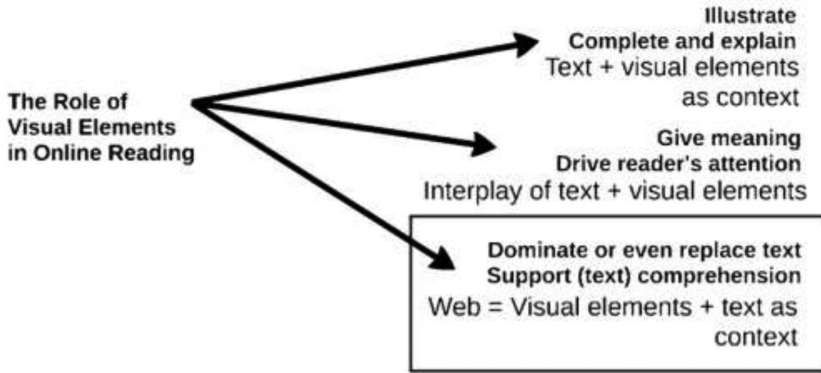 The Role of
Visual Elements
in Online Reading
Illustrate
Complete and explain
Text + visual elements
as context
Give meaning
Drive reader's attention
Interplay of text + visual elements
Dominate or even replace text
Support (text) comprehension
Web = Visual elements + text as
context